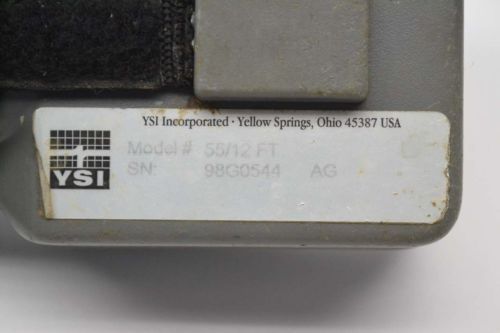 YSI Incorporated · Yellow Springs, Ohio 45387 USA
Model # 55/12 FT
SN: 98G0544 AG
YSI